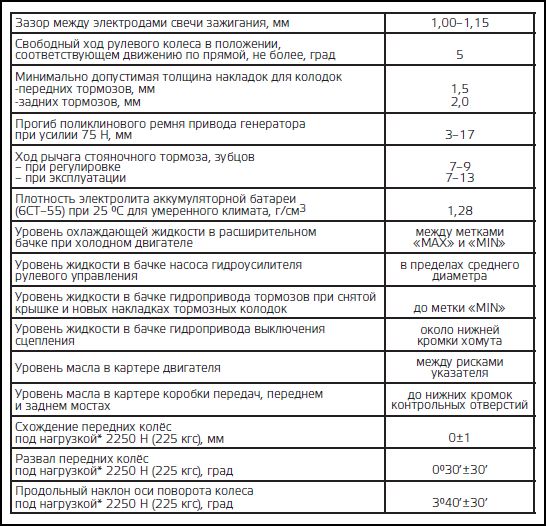 Зазор между электродами свечи зажигания, мм 1,00–1,15
Свободный ход рулевого колеса в положении,
соответствующем движению по прямой, не более, град 5
Минимально допустимая толщина накладок для колодок
-передних тормозов, мм 1,5
-задних тормозов, мм 2,0
Прогиб поликлинового ремня привода генератора
при усилии 75 Н, мм 3–17
Ход рычага стояночного тормоза, зубцов
– при регулировке 7–9
– при эксплуатации 7–13
Плотность электролита аккумуляторной батареи
(6СТ–55) при 25 ºС для умеренного климата, г/см3 1,28
Уровень охлаждающей жидкости в расширительном
бачке при холодном двигателе
между метками
«MAX» и «MIN»
Уровень жидкости в бачке насоса гидроусилителя
рулевого управления
в пределах среднего
диаметра
Уровень жидкости в бачке гидропривода тормозов при снятой
крышке и новых накладках тормозных колодок
до метки «MIN»
Уровень жидкости в бачке гидропривода выключения
сцепления
около нижней
кромки хомута
Уровень масла в картере двигателя
между рисками
указателя
Уровень масла в картере коробки передач, переднем
и заднем мостах
до нижних кромок
контрольных отверстий
Схождение передних колёс
под нагрузкой* 2250 Н (225 кгс), мм 0±1
Развал передних колёс
под нагрузкой* 2250 Н (225 кгс), град 0º30’±30’
Продольный наклон оси поворота колеса
под нагрузкой* 2250 Н (225 кгс), град 3º40’±30’